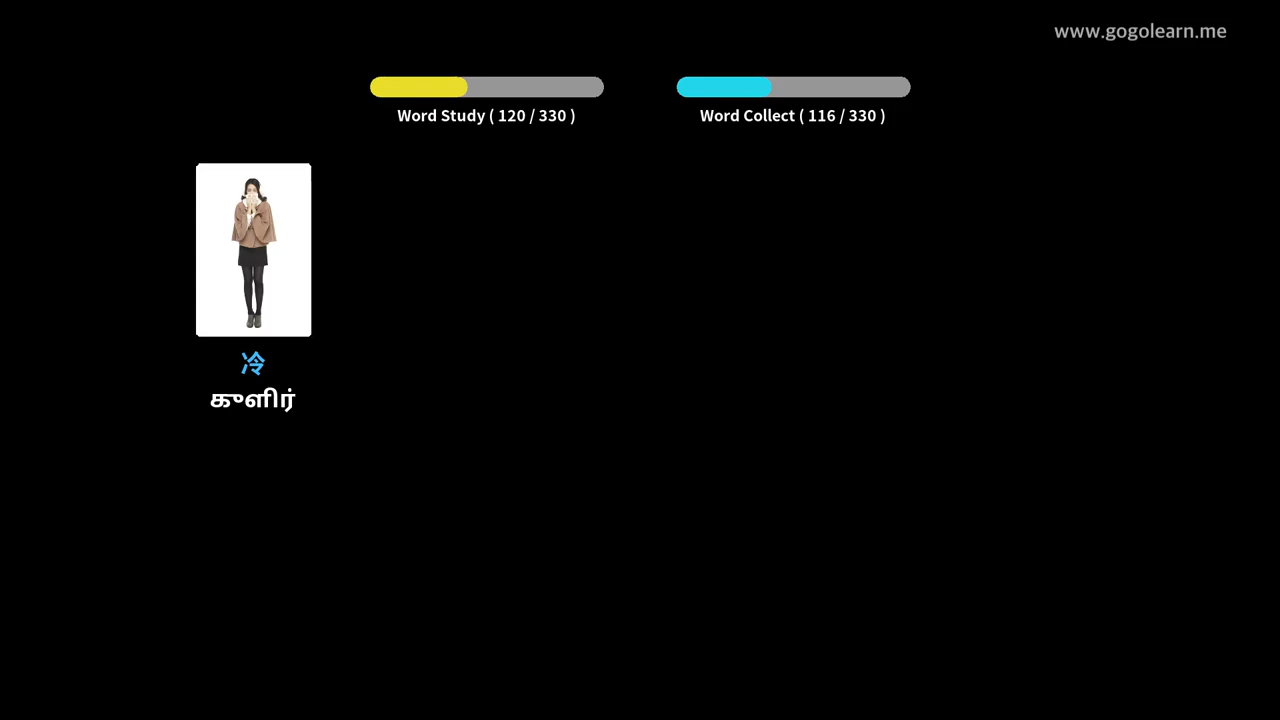 www.gogolearn.me
Word Study ( 120 / 330 )
Word Collect ( 116 / 330 )
冷
குளிர்